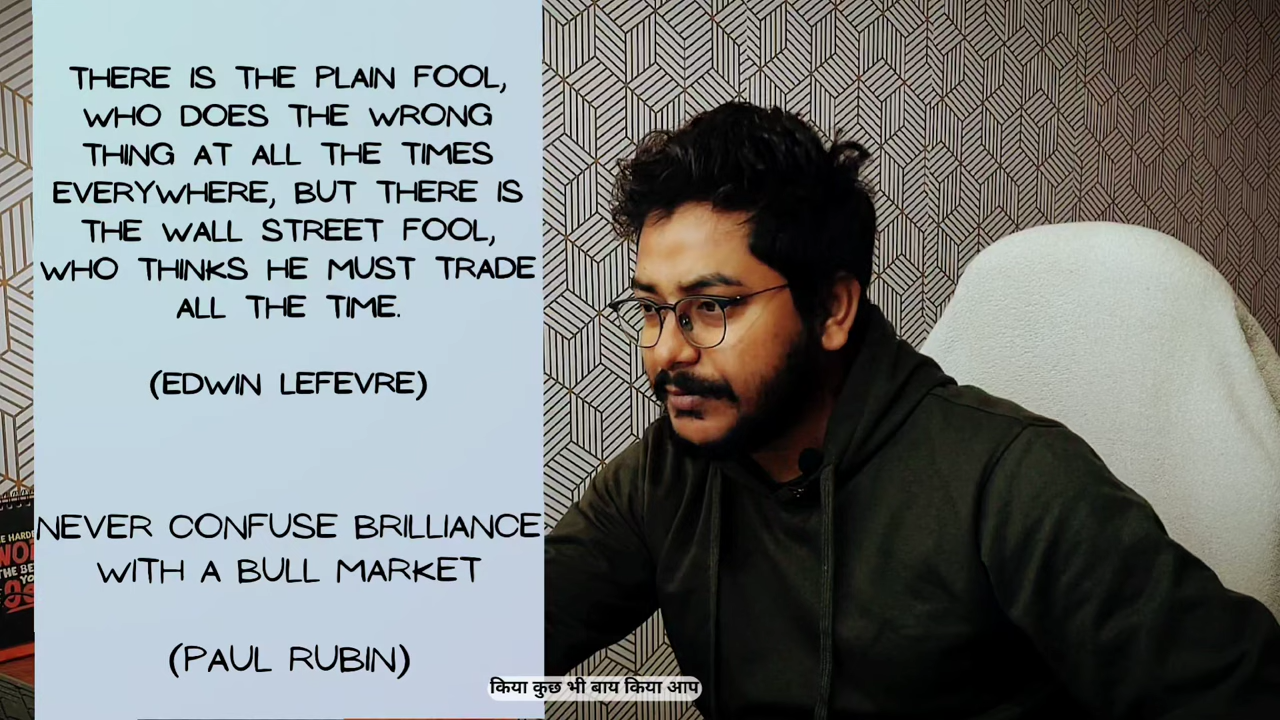 THERE IS THE PLAIN FOOL,
WHO DOES THE WRONG
THING AT ALL THE TIMES
EVERYWHERE, BUT THERE IS
THE WALL STREET FOOL,
WHO THINKS HE MUST TRADE
ALL THE TIME.
(EDWIN LEFEVRE)
NEVER CONFUSE BRILLIANCE
WITH A BULL MARKET
(PAUL RUBIN)
किया कुछ भी बाय किया आप